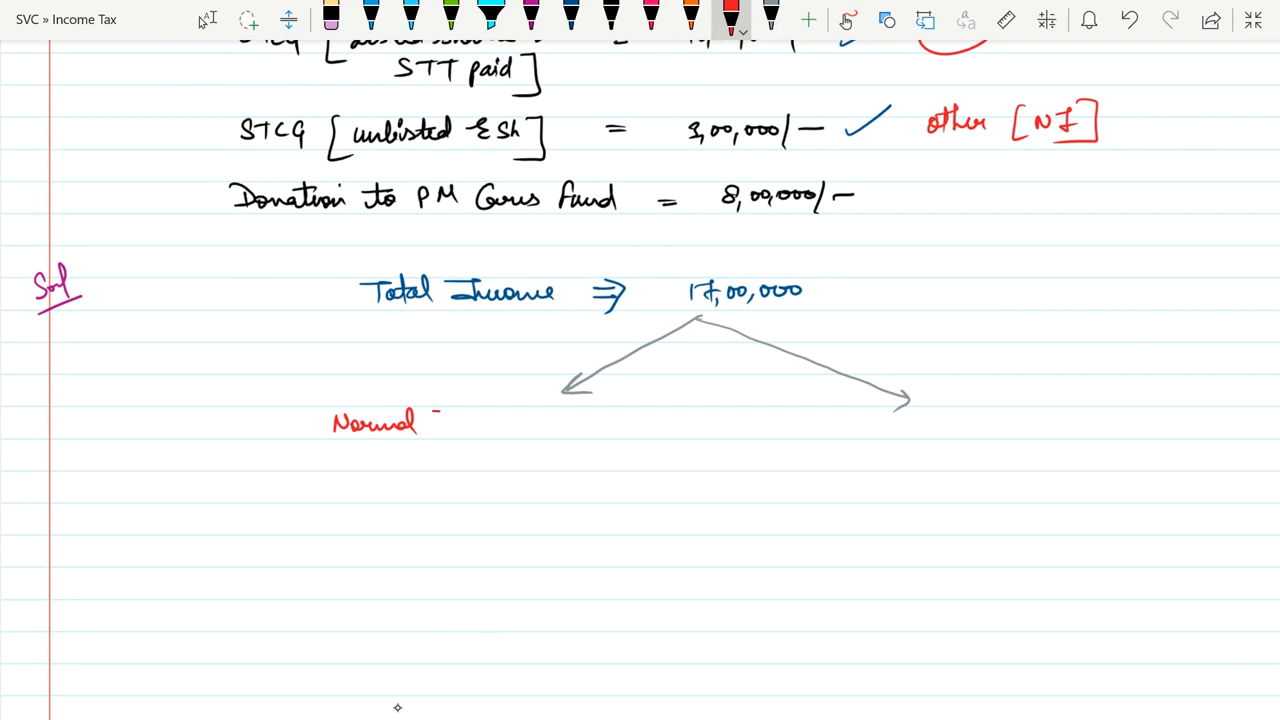 SVC » Income Tax
STT paid]
STCG [unlisted E Sh] = 3,00,000/- other [NI]
Donation to PM Cares Fund = 8,00,000/-
Sol Total Income ⇒ 17,00,000
Normal